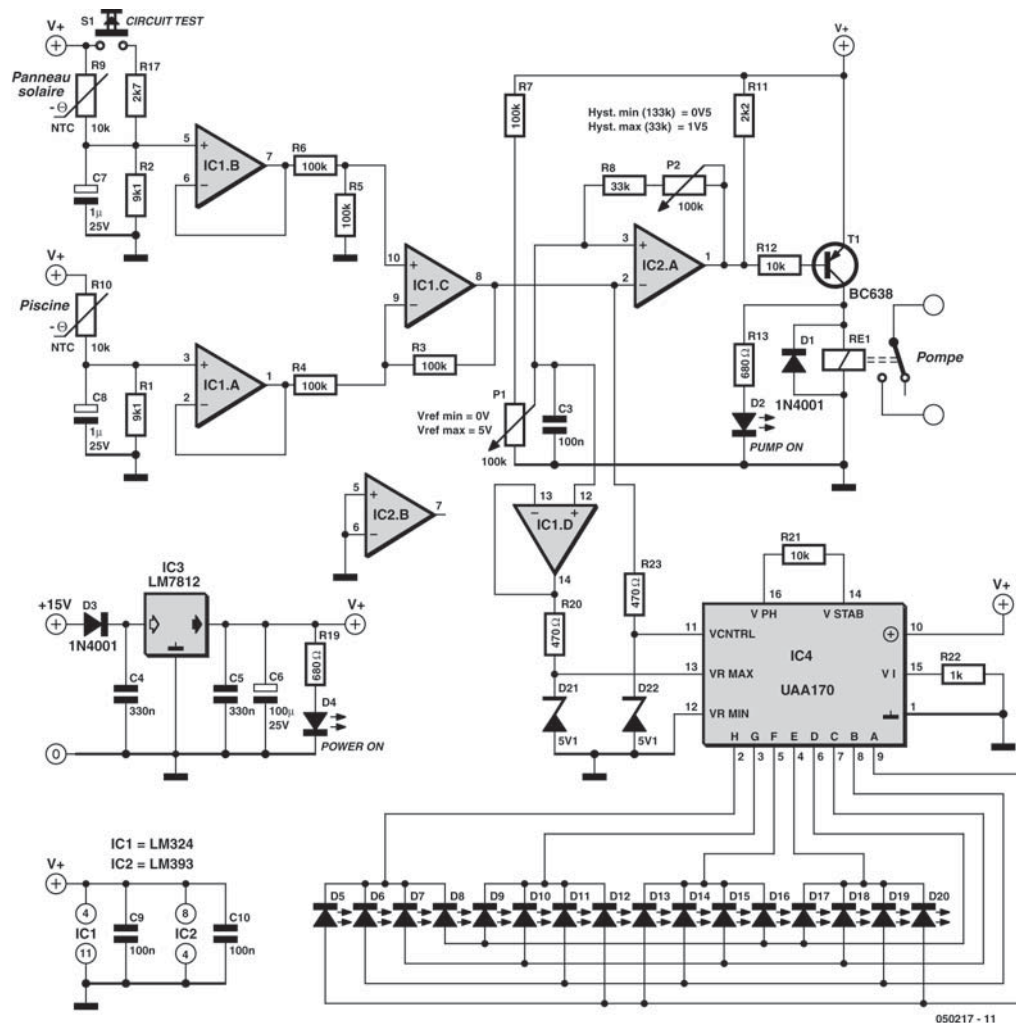 S1
CIRCUIT TEST
V+
R9
Panneau
solaire
-Θ
NTC
10k
R17
2k7
C7
1µ
25V
R2
9k1
5
+
6
−
IC1.B
7
R6
100k
R5
100k
V+
R10
Piscine
-Θ
NTC
10k
C8
1µ
25V
R1
9k1
3
+
2
−
IC1.A
1
R4
100k
10
+
9
−
IC1.C
8
R3
100k
R7
100k
V+
R11
2k2
Hyst. min (133k) = 0V5
Hyst. max (33k) = 1V5
R8
33k
P2
100k
3
+
2
−
IC2.A
1
R12
10k
T1
BC638
R13
680Ω
D1
1N4001
RE1
Pompe
D2
PUMP ON
P1
Vref min = 0V
Vref max = 5V
100k
C3
100n
5
+
6
−
IC2.B
7
13
−
12
+
IC1.D
14
R20
470Ω
R23
470Ω
D21
5V1
D22
5V1
R21
10k
16
V PH
14
V STAB
11
VCNTRL
13
VR MAX
12
VR MIN
IC4
UAA170
10
+
V+
15
V I
R22
1k
1
H G F E D C B A
2 3 5 4 6 7 8 9
IC3
LM7812
+15V
D3
1N4001
V+
C4
330n
C5
330n
C6
100µ
25V
R19
680Ω
D4
POWER ON
0
IC1 = LM324
IC2 = LM393
V+
4
IC1
11
C9
100n
8
IC2
4
C10
100n
D5 D6 D7 D8 D9 D10 D11 D12 D13 D14 D15 D16 D17 D18 D19 D20
050217 - 11